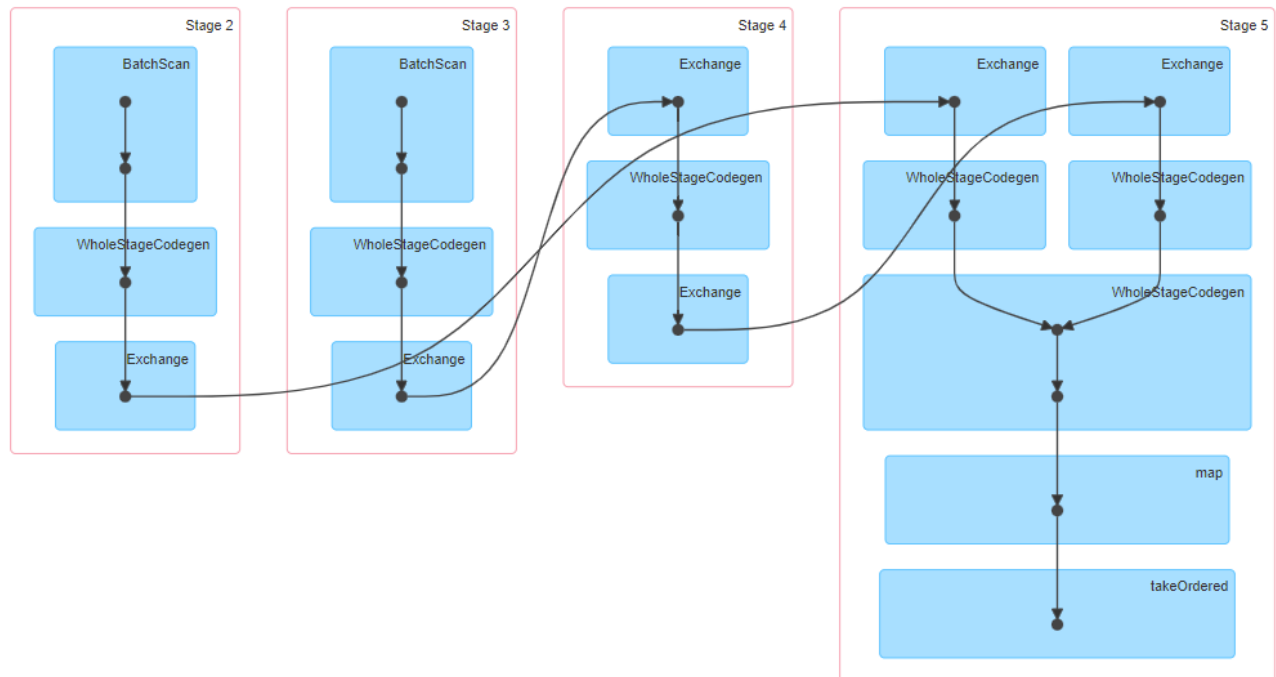 Stage 2
BatchScan
WholeStageCodegen
Exchange
Stage 3
BatchScan
WholeStageCodegen
Exchange
Stage 4
Exchange
WholeStageCodegen
Exchange
Stage 5
Exchange
Exchange
WholeStageCodegen
WholeStageCodegen
WholeStageCodegen
map
takeOrdered